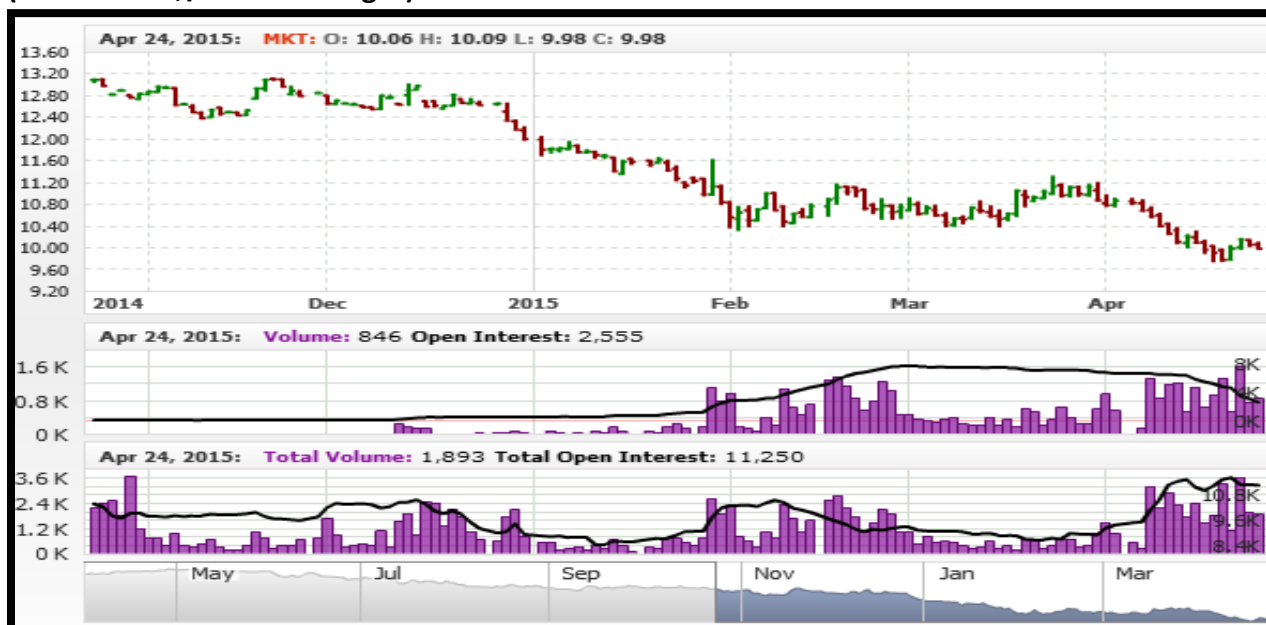 Apr 24, 2015: MKT: O: 10.06 H: 10.09 L: 9.98 C: 9.98
13.60
13.20
12.80
12.40
12.00
11.60
11.20
10.80
10.40
10.00
9.60
9.20
2014 Dec 2015 Feb Mar Apr
Apr 24, 2015: Volume: 846 Open Interest: 2,555
1.6 K 8K
0.8 K 4K
0 K 0K
Apr 24, 2015: Total Volume: 1,893 Total Open Interest: 11,250
3.6 K
2.4 K 10.8K
1.2 K 9.6K
0 K 8.4K
May Jul Sep Nov Jan Mar